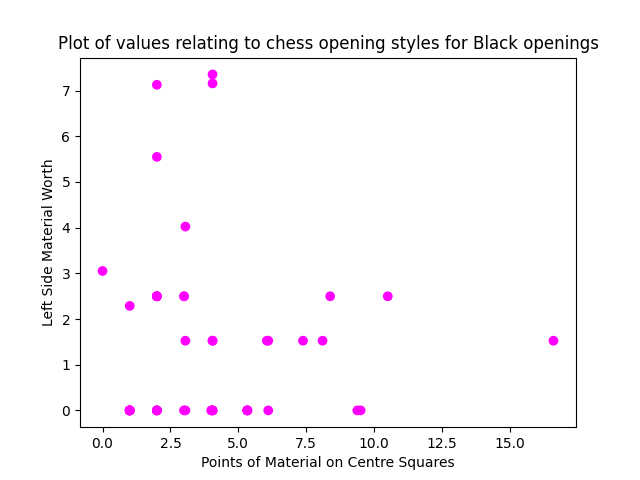 Plot of values relating to chess opening styles for Black openings
7
6
5
4
3
2
1
0
Left Side Material Worth
0.0 2.5 5.0 7.5 10.0 12.5 15.0
Points of Material on Centre Squares